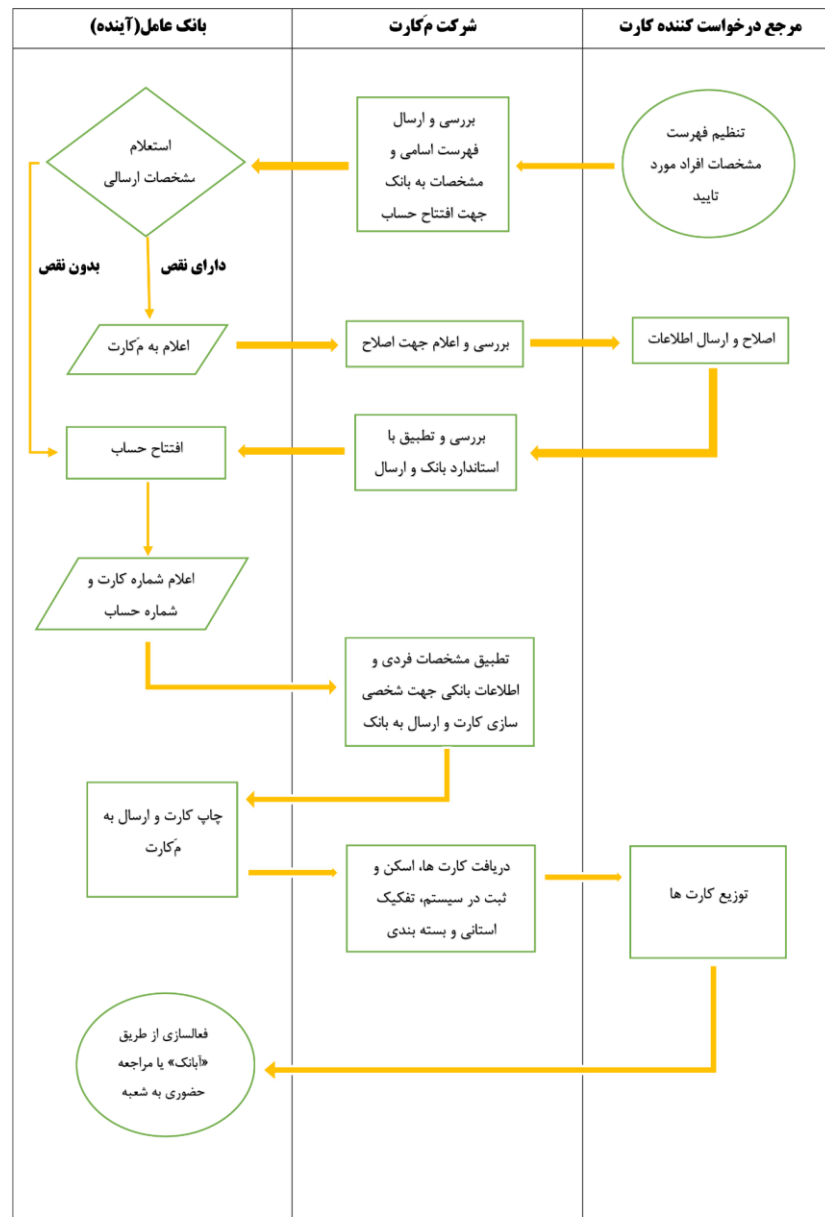 مرجع درخواست کننده کارت
شرکت مَکارت
بانک عامل(آینده)
تنظیم فهرست
مشخصات افراد مورد
تایید
بررسی و ارسال
فهرست اسامی و
مشخصات به بانک
جهت افتتاح حساب
استعلام
مشخصات ارسالی
دارای نقص
بدون نقص
اعلام به مَکارت
بررسی و اعلام جهت اصلاح
اصلاح و ارسال اطلاعات
بررسی و تطبیق با
استاندارد بانک و ارسال
افتتاح حساب
اعلام شماره کارت و
شماره حساب
تطبیق مشخصات فردی و
اطلاعات بانکی جهت شخصی
سازی کارت و ارسال به بانک
چاپ کارت و ارسال به
مَکارت
دریافت کارت ها، اسکن و
ثبت در سیستم، تفکیک
استانی و بسته بندی
توزیع کارت ها
فعالسازی از طریق
«آبانک» یا مراجعه
حضوری به شعبه